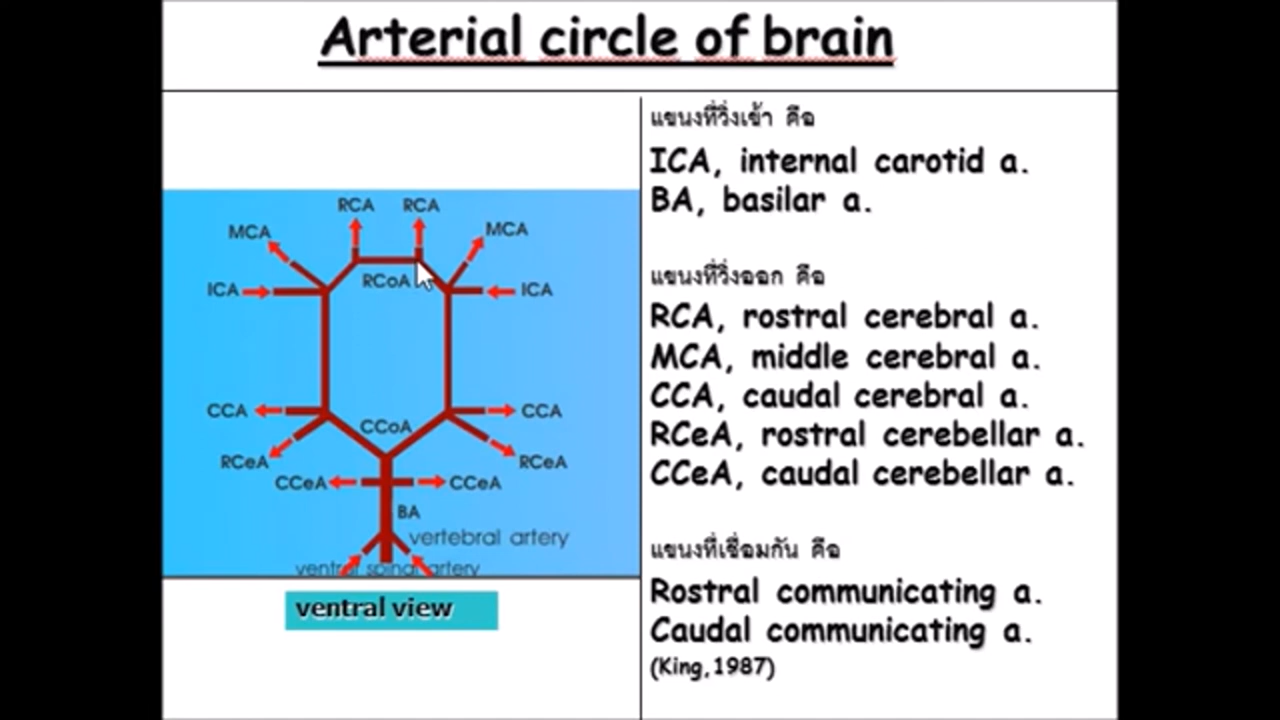 Arterial circle of brain
RCA RCA
MCA MCA
RCoA
ICA ICA
CCA CCA
CCoA
RCeA RCeA
CCeA CCeA
BA
vertebral artery
ventral spinal artery
ventral view
แขนงที่วิ่งเข้า คือ
ICA, internal carotid a.
BA, basilar a.
แขนงที่วิ่งออก คือ
RCA, rostral cerebral a.
MCA, middle cerebral a.
CCA, caudal cerebral a.
RCeA, rostral cerebellar a.
CCeA, caudal cerebellar a.
แขนงที่เชื่อมกัน คือ
Rostral communicating a.
Caudal communicating a.
(King,1987)